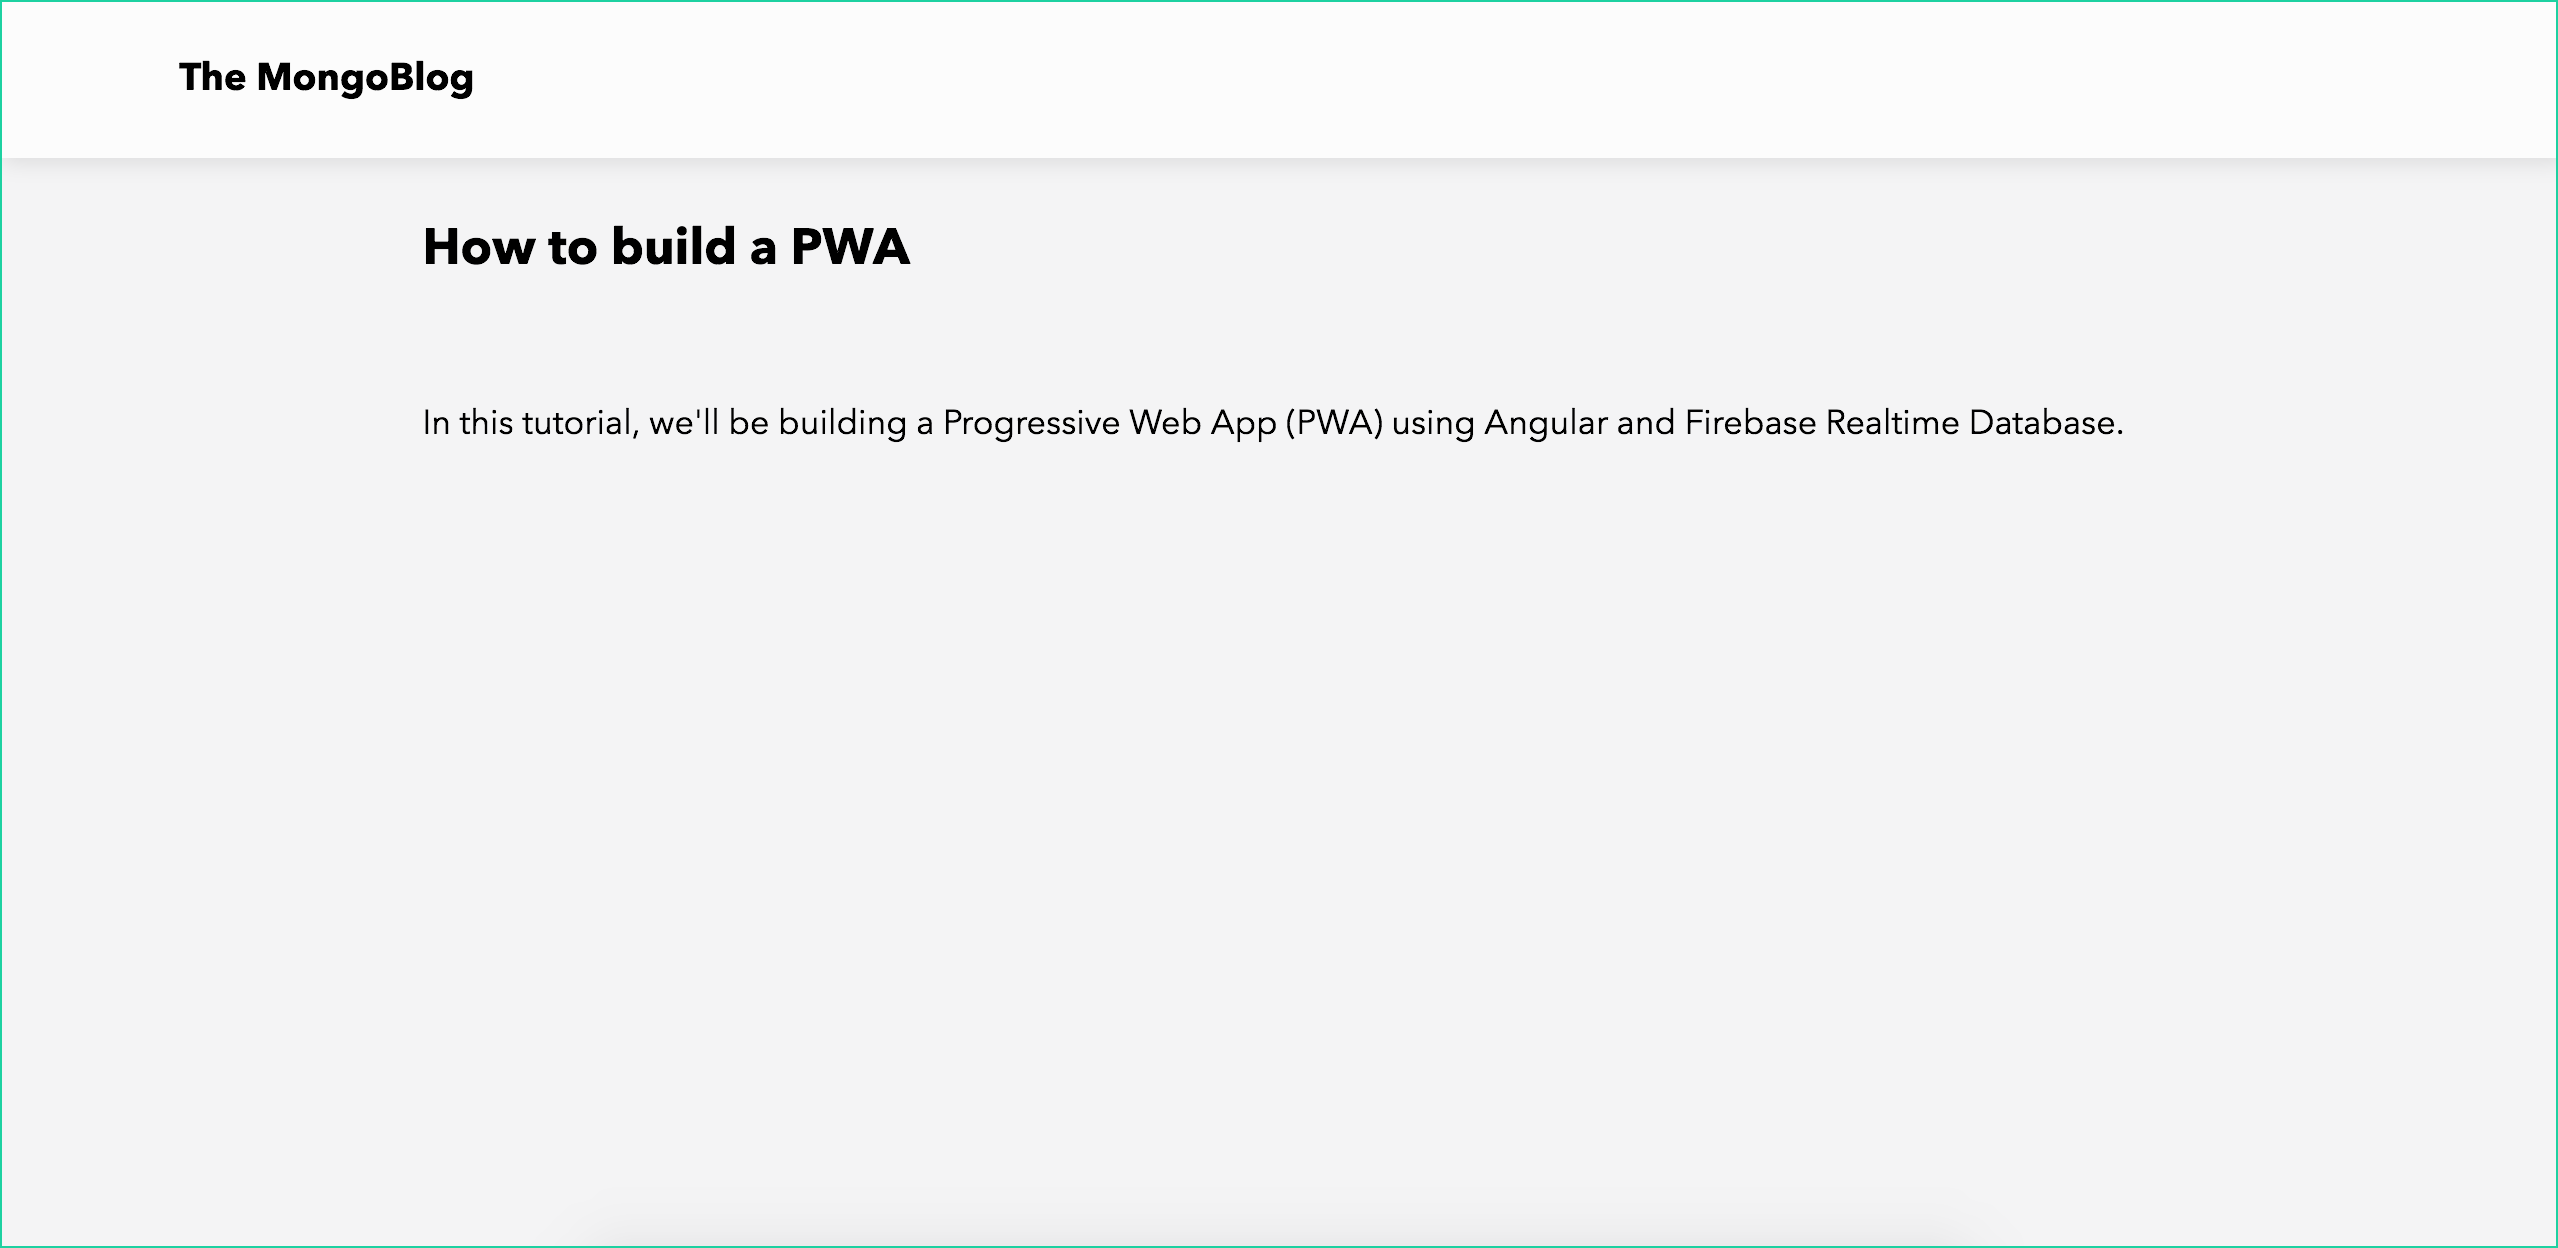 The MongoBlog
How to build a PWA
In this tutorial, we'll be building a Progressive Web App (PWA) using Angular and Firebase Realtime Database.